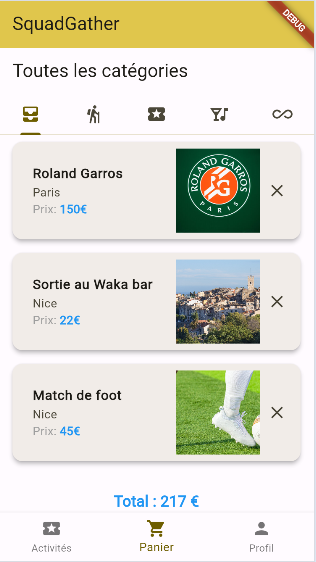 SquadGather
DEBUG
Toutes les catégories
Roland Garros
Paris
Prix: 150€
ROLAND GARROS
PARIS
Sortie au Waka bar
Nice
Prix: 22€
Match de foot
Nice
Prix: 45€
Total : 217 €
Activités
Panier
Profil